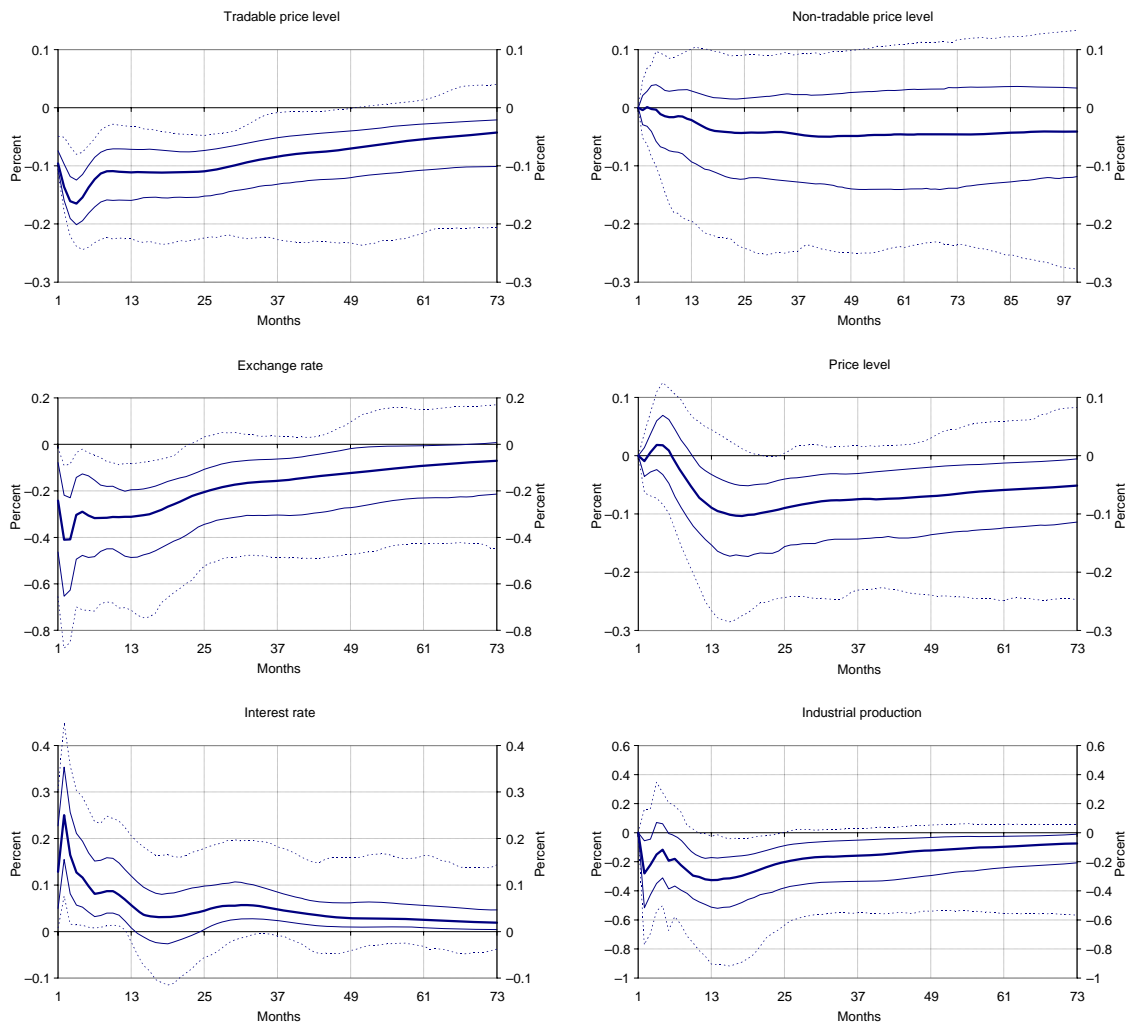 Tradable price level
0.1 0.1
0 0
–0.1 –0.1
–0.2 –0.2
–0.3 –0.3
Percent
Percent
1 13 25 37 49 61 73
Months
Non-tradable price level
0.1 0.1
0 0
–0.1 –0.1
–0.2 –0.2
–0.3 –0.3
Percent
Percent
1 13 25 37 49 61 73 85 97
Months
Exchange rate
0.2 0.2
0 0
–0.2 –0.2
–0.4 –0.4
–0.6 –0.6
–0.8 –0.8
Percent
Percent
1 13 25 37 49 61 73
Months
Price level
0.1 0.1
0 0
–0.1 –0.1
–0.2 –0.2
–0.3 –0.3
Percent
Percent
1 13 25 37 49 61 73
Months
Interest rate
0.4 0.4
0.3 0.3
0.2 0.2
0.1 0.1
0 0
–0.1 –0.1
Percent
Percent
1 13 25 37 49 61 73
Months
Industrial production
0.6 0.6
0.4 0.4
0.2 0.2
0 0
–0.2 –0.2
–0.4 –0.4
–0.6 –0.6
–0.8 –0.8
–1 –1
Percent
Percent
1 13 25 37 49 61 73
Months